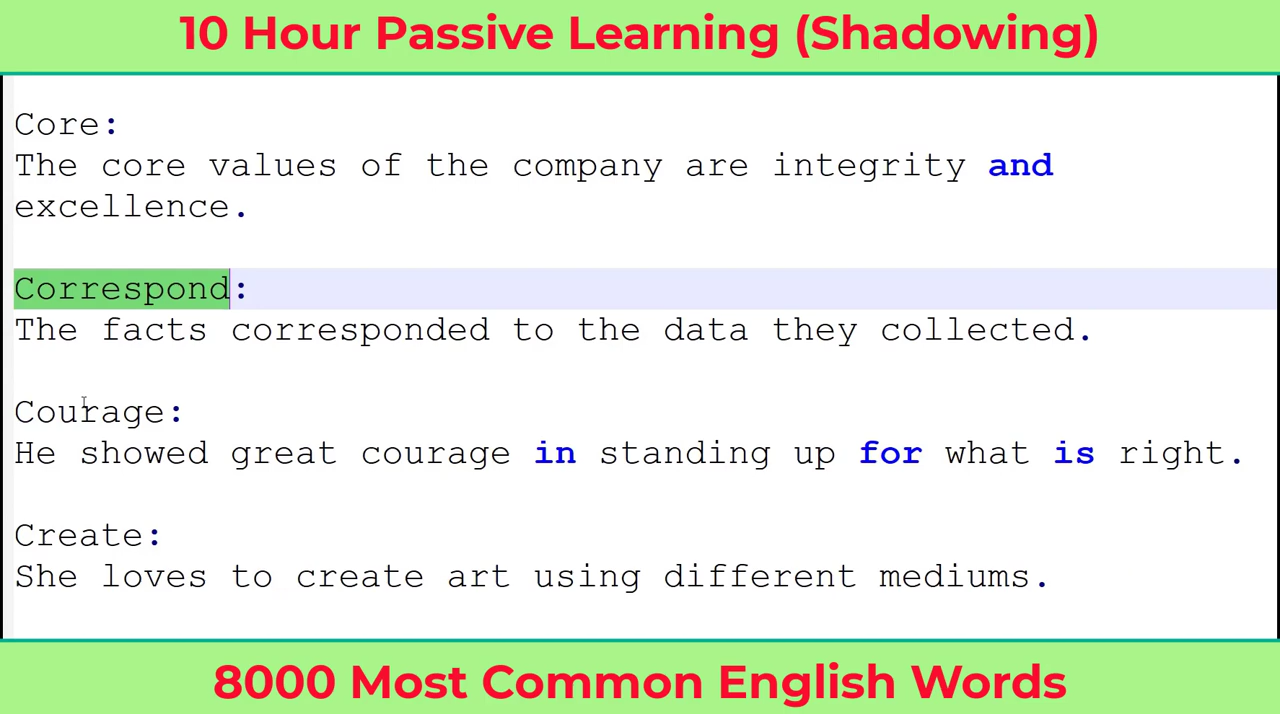 10 Hour Passive Learning (Shadowing)
Core:
The core values of the company are integrity and
excellence.
Correspond:
The facts corresponded to the data they collected.
Courage:
He showed great courage in standing up for what is right.
Create:
She loves to create art using different mediums.
8000 Most Common English Words